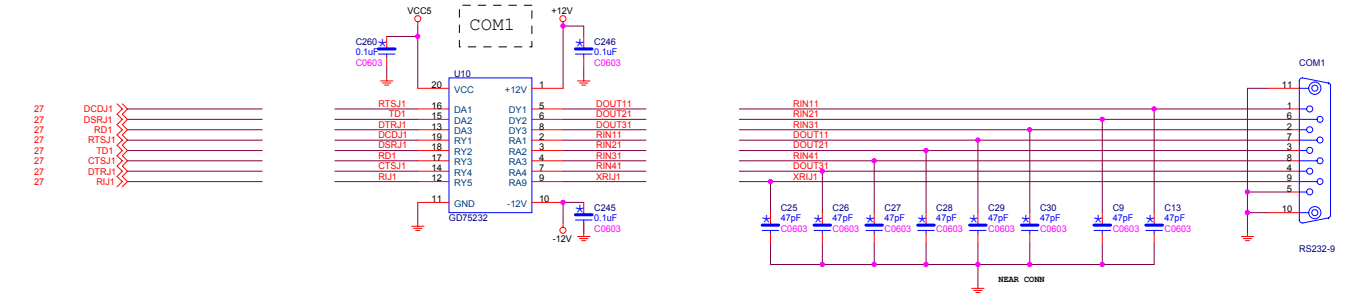 VCC5
COM1
+12V
C260
0.1uF
C0603
C246
0.1uF
C0603
U10
20 VCC +12V 1
RTSJ1 16 DA1 DY1 5 DOUT11
TD1 15 DA2 DY2 6 DOUT21
DTRJ1 13 DA3 DY3 8 DOUT31
DCDJ1 19 RY1 RA1 2 RIN11
DSRJ1 18 RY2 RA2 3 RIN21
RD1 17 RY3 RA3 4 RIN31
CTSJ1 14 RY4 RA4 7 RIN41
RIJ1 12 RY5 RA9 9 XRIJ1
11 GND -12V 10
GD75232
C245
0.1uF
C0603
-12V
27 DCDJ1
27 DSRJ1
27 RD1
27 RTSJ1
27 TD1
27 CTSJ1
27 DTRJ1
27 RIJ1
COM1
11
RIN11 1
RIN21 6
RIN31 2
DOUT11 7
DOUT21 3
RIN41 8
DOUT31 4
XRIJ1 9
5
10
RS232-9
C25 C26 C27 C28 C29 C30 C9 C13
47pF 47pF 47pF 47pF 47pF 47pF 47pF 47pF
C0603 C0603 C0603 C0603 C0603 C0603 C0603 C0603
NEAR CONN